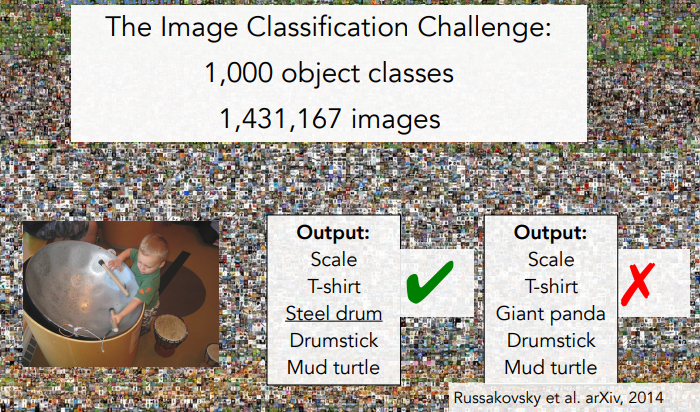 The Image Classification Challenge:
1,000 object classes
1,431,167 images
Output:
Scale
T-shirt
Steel drum
Drumstick
Mud turtle
Output:
Scale
T-shirt
Giant panda
Drumstick
Mud turtle
Russakovsky et al. arXiv, 2014